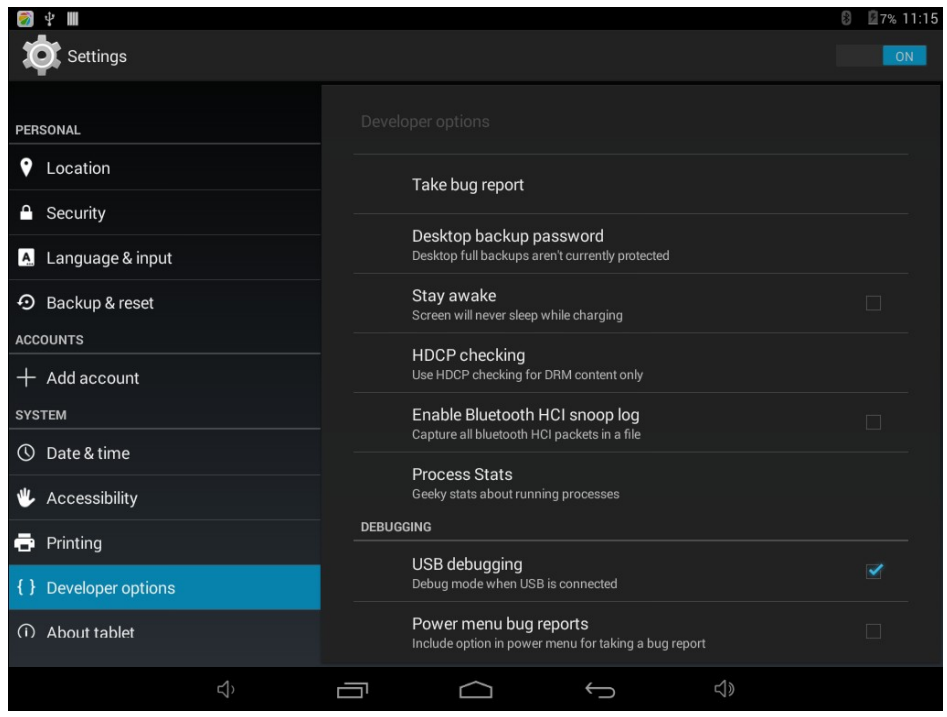 7% 11:15
Settings
ON
PERSONAL
Location
Security
Language & input
Backup & reset
ACCOUNTS
Add account
SYSTEM
Date & time
Accessibility
Printing
{ } Developer options
About tablet
Developer options
Take bug report
Desktop backup password
Desktop full backups aren't currently protected
Stay awake
Screen will never sleep while charging
HDCP checking
Use HDCP checking for DRM content only
Enable Bluetooth HCI snoop log
Capture all bluetooth HCI packets in a file
Process Stats
Geeky stats about running processes
DEBUGGING
USB debugging
Debug mode when USB is connected
Power menu bug reports
Include option in power menu for taking a bug report